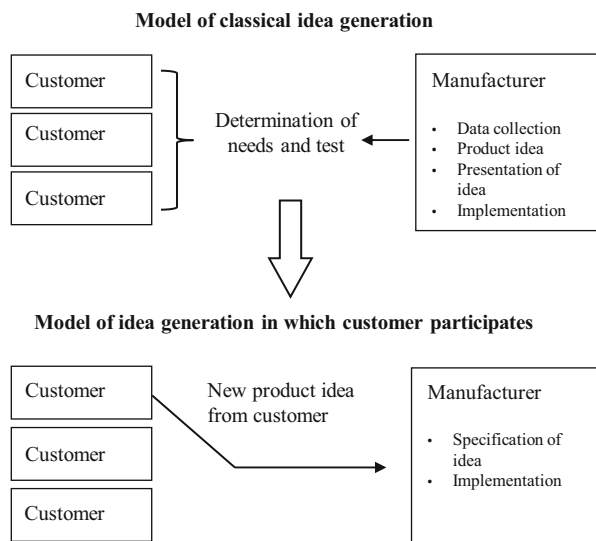 Model of classical idea generation
Customer
Customer
Customer
Determination of
needs and test
Manufacturer
• Data collection
• Product idea
• Presentation of
idea
• Implementation
Model of idea generation in which customer participates
Customer
Customer
Customer
New product idea
from customer
Manufacturer
• Specification of
idea
• Implementation